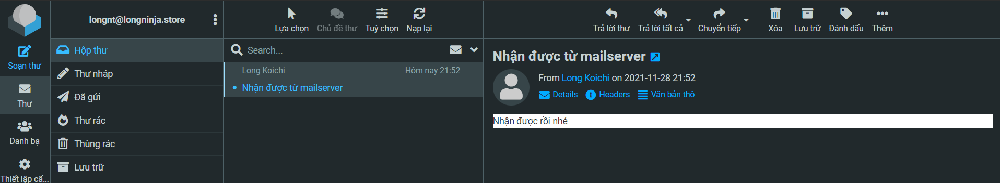 longnt@longninja.store
Soạn thư
Thư
Danh bạ
Thiết lập cấ...
Hộp thư
Thư nháp
Đã gửi
Thư rác
Thùng rác
Lưu trữ
Lựa chọn Chủ đề thư Tuỳ chọn Nạp lại
Search...
Long Koichi Hôm nay 21:52
Nhận được từ mailserver
Trả lời thư Trả lời tất cả Chuyển tiếp Xóa Lưu trữ Đánh dấu Thêm
Nhận được từ mailserver
From Long Koichi on 2021-11-28 21:52
Details Headers Văn bản thô
Nhận được rồi nhé